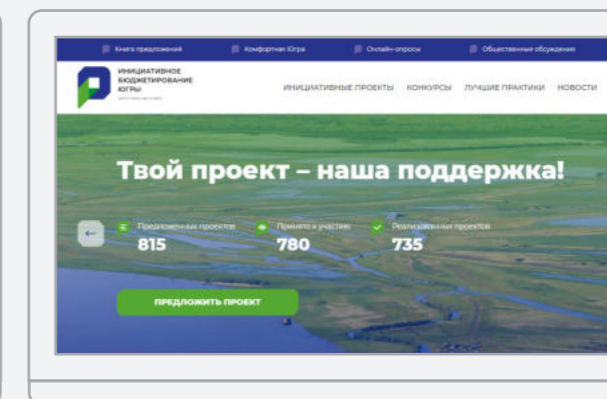 Книга предложений
Комфортная Югра
Онлайн-опросы
Общественные обсуждения
ИНИЦИАТИВНОЕ
БЮДЖЕТИРОВАНИЕ
ЮГРЫ
ИНИЦИАТИВНЫЕ ПРОЕКТЫ КОНКУРСЫ ЛУЧШИЕ ПРАКТИКИ НОВОСТИ
Твой проект – наша поддержка!
Предложенных проектов
815
Принято к участию
780
Реализованных проектов
735
ПРЕДЛОЖИТЬ ПРОЕКТ